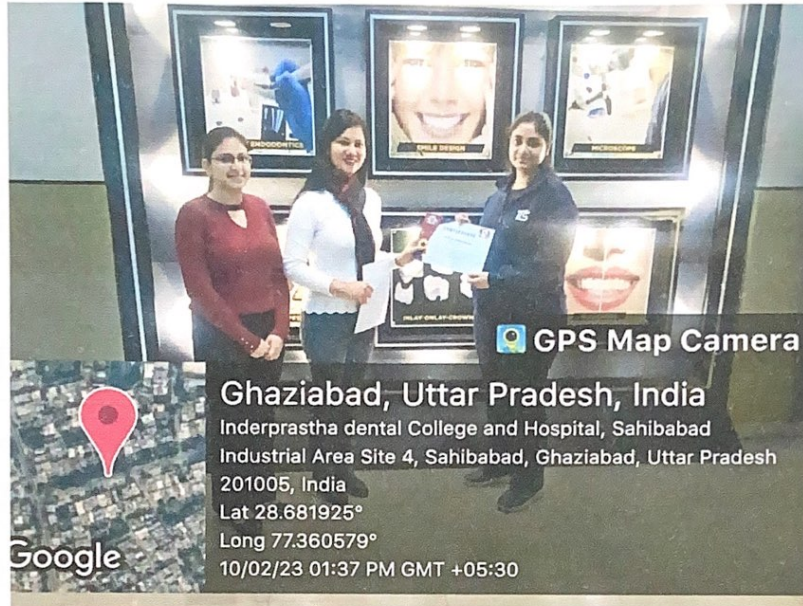 ENDODONTICS
SMILE DESIGN
MICROSCOPE
INLAY-ONLAY-CROWN
GPS Map Camera
Ghaziabad, Uttar Pradesh, India
Inderprastha dental College and Hospital, Sahibabad
Industrial Area Site 4, Sahibabad, Ghaziabad, Uttar Pradesh
201005, India
Lat 28.681925°
Long 77.360579°
10/02/23 01:37 PM GMT +05:30
Google